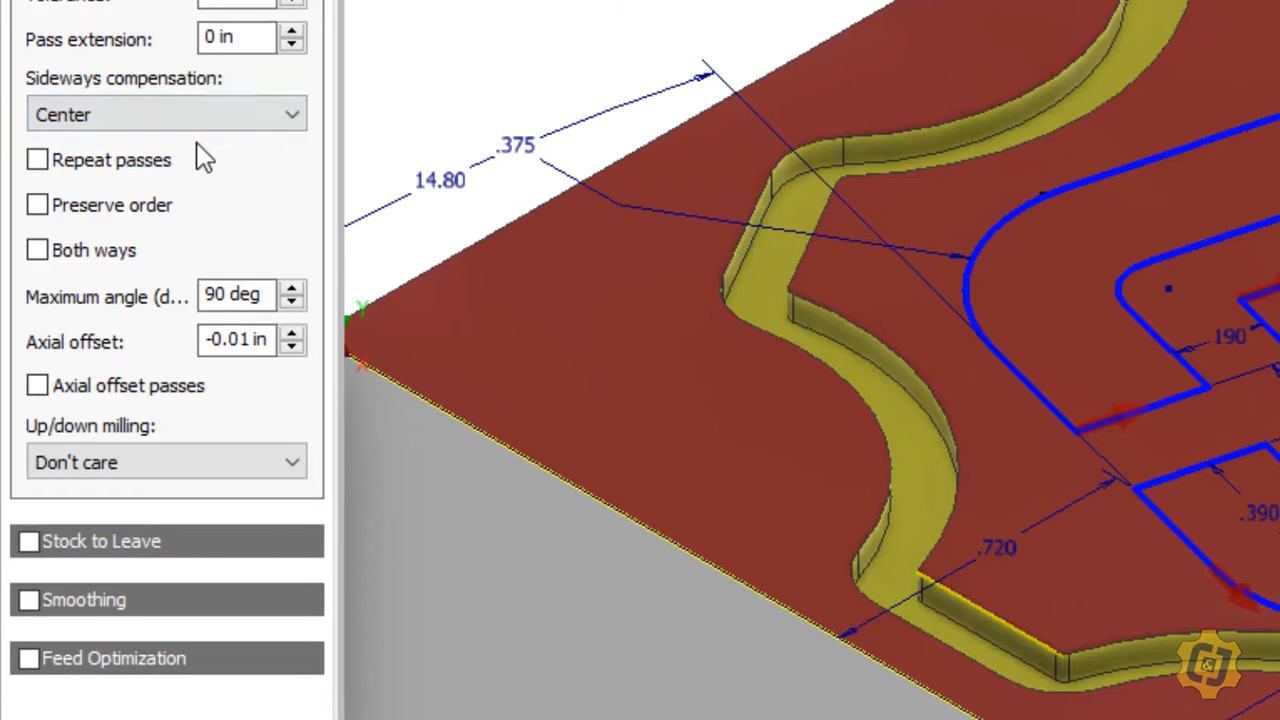 Pass extension:
0 in
Sideways compensation:
Center
Repeat passes
Preserve order
Both ways
Maximum angle (d...
90 deg
Axial offset:
-0.01 in
Axial offset passes
Up/down milling:
Don't care
Stock to Leave
Smoothing
Feed Optimization
14.80
.375
.190
.390
.720
Y
X
&